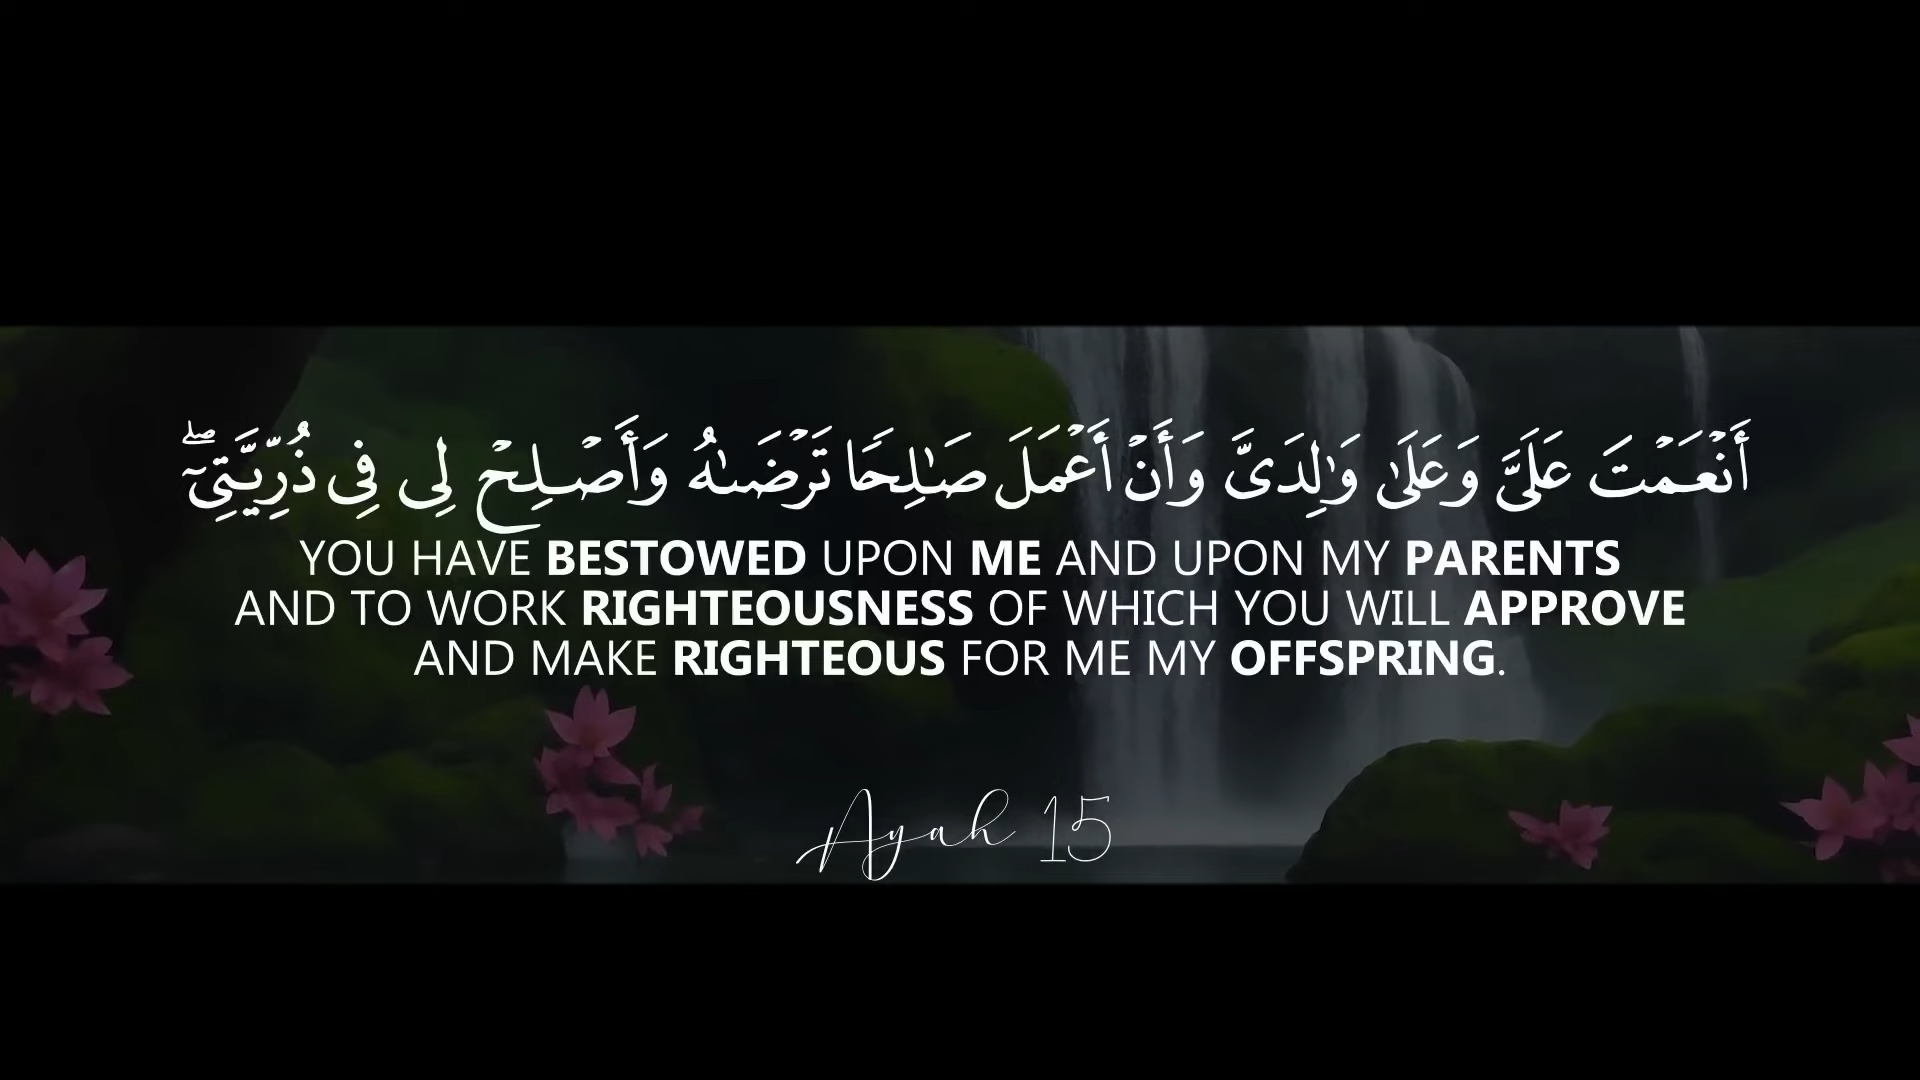 أَنْعَمْتَ عَلَىَّ وَعَلَىٰ وَٰلِدَىَّ وَأَنْ أَعْمَلَ صَـٰلِحًا تَرْضَىٰهُ وَأَصْلِحْ لِى فِى ذُرِّيَّتِىٓ ۖ
YOU HAVE BESTOWED UPON ME AND UPON MY PARENTS
AND TO WORK RIGHTEOUSNESS OF WHICH YOU WILL APPROVE
AND MAKE RIGHTEOUS FOR ME MY OFFSPRING.
Ayah 15